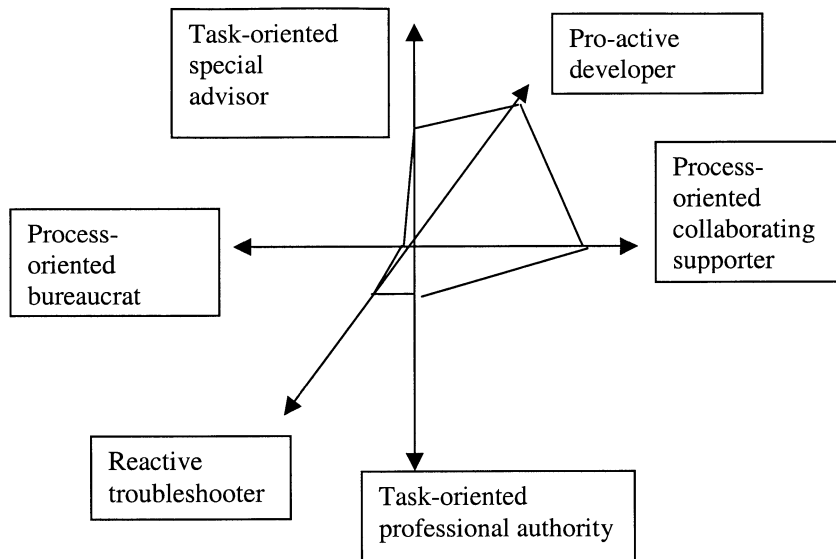 Task-oriented
special
advisor
Pro-active
developer
Process-
oriented
collaborating
supporter
Process-
oriented
bureaucrat
Reactive
troubleshooter
Task-oriented
professional authority